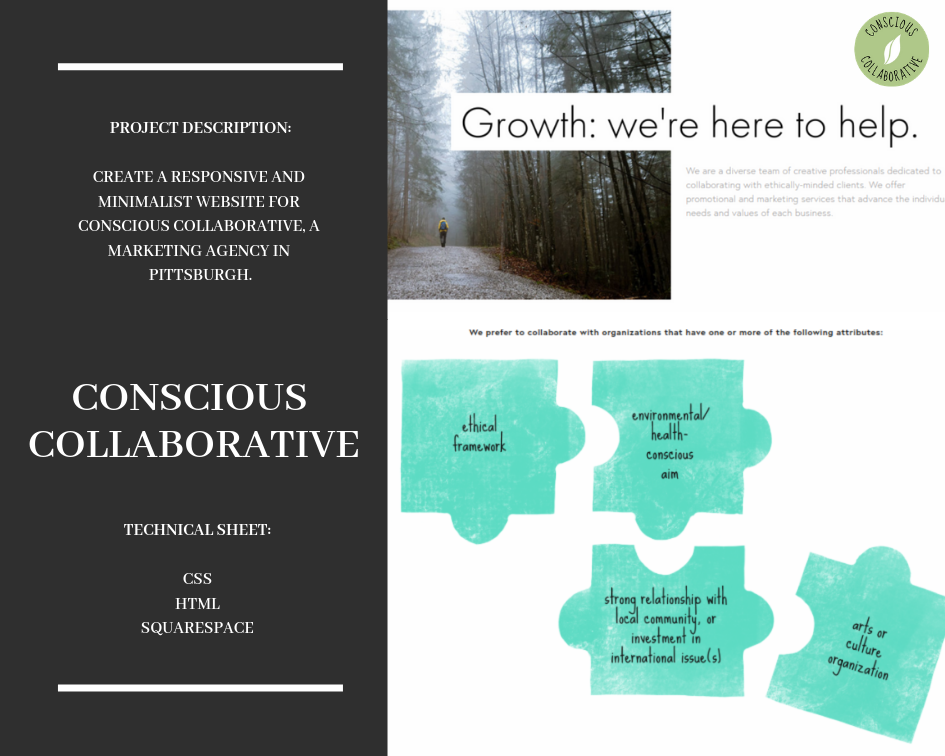 PROJECT DESCRIPTION:
CREATE A RESPONSIVE AND
MINIMALIST WEBSITE FOR
CONSCIOUS COLLABORATIVE, A
MARKETING AGENCY IN
PITTSBURGH.
CONSCIOUS
COLLABORATIVE
TECHNICAL SHEET:
CSS
HTML
SQUARESPACE
CONSCIOUS
COLLABORATIVE
Growth: we're here to help.
We are a diverse team of creative professionals dedicated to
collaborating with ethically-minded clients. We offer
promotional and marketing services that advance the individu
needs and values of each business.
We prefer to collaborate with organizations that have one or more of the following attributes:
ethical
framework
environmental/
health-
conscious
aim
strong relationship with
local community, or
investment in
international issue(s)
arts or
culture
organization